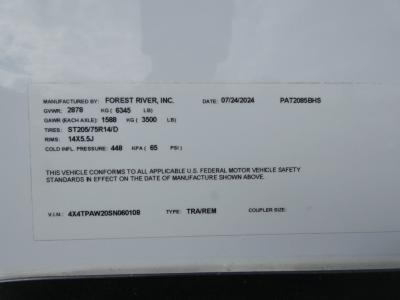 MANUFACTURED BY: FOREST RIVER, INC. DATE: 07/24/2024 PAT2085BHS
GVWR: 2878 KG ( 6345 LB)
GAWR (EACH AXLE): 1588 KG ( 3500 LB)
TIRES: ST205/75R14/D
RIMS: 14X5.5J
COLD INFL. PRESSURE: 448 KPA ( 65 PSI )
THIS VEHICLE CONFORMS TO ALL APPLICABLE U.S. FEDERAL MOTOR VEHICLE SAFETY
STANDARDS IN EFFECT ON THE DATE OF MANUFACTURE SHOWN ABOVE.
V.I.N.: 4X4TPAW20SN060108 TYPE: TRA/REM COUPLER SIZE: